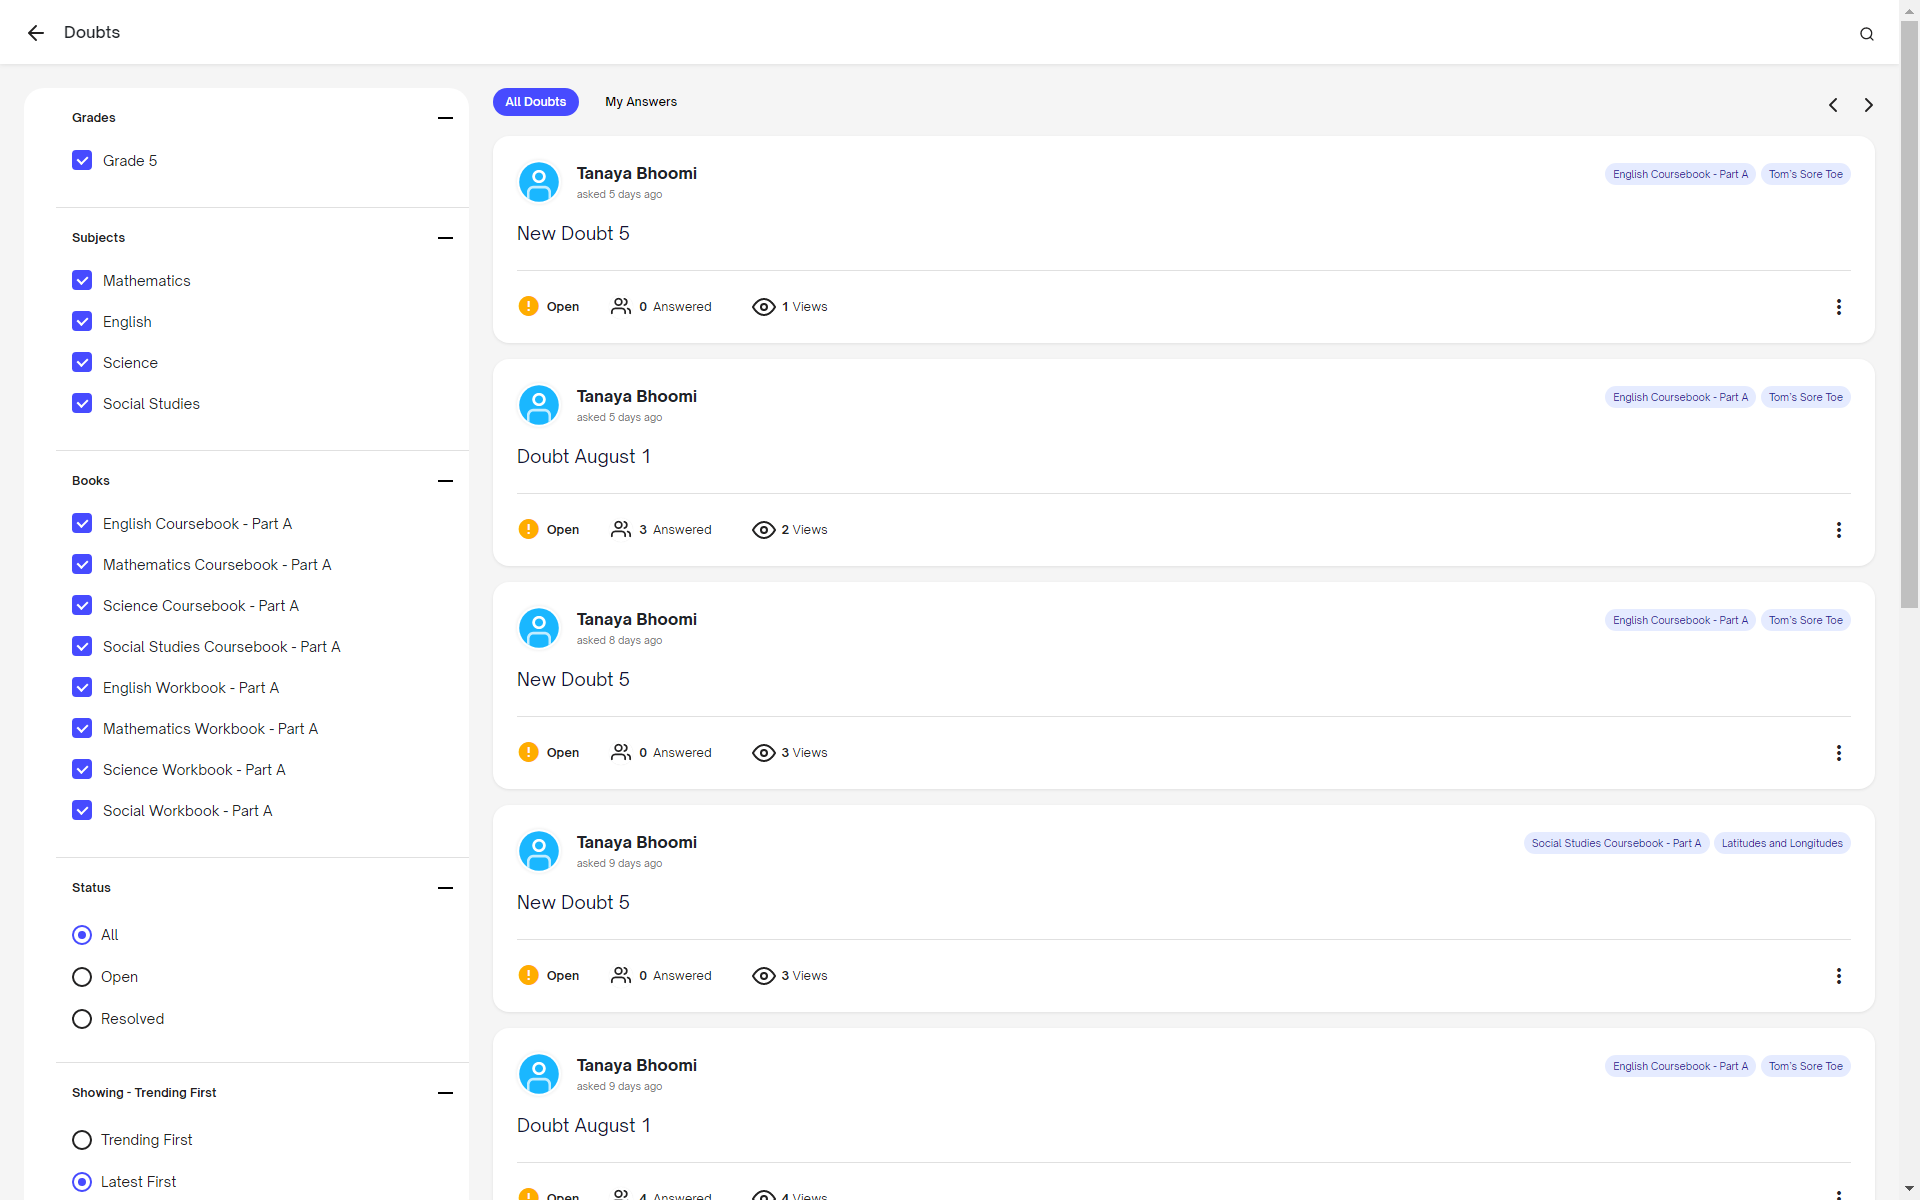 Doubts
Grades
Grade 5
Subjects
Mathematics
English
Science
Social Studies
Books
English Coursebook - Part A
Mathematics Coursebook - Part A
Science Coursebook - Part A
Social Studies Coursebook - Part A
English Workbook - Part A
Mathematics Workbook - Part A
Science Workbook - Part A
Social Workbook - Part A
Status
All
Open
Resolved
Showing - Trending First
Trending First
Latest First
All Doubts My Answers
Tanaya Bhoomi English Coursebook - Part A Tom's Sore Toe
asked 5 days ago
New Doubt 5
Open 0 Answered 1 Views
Tanaya Bhoomi English Coursebook - Part A Tom's Sore Toe
asked 5 days ago
Doubt August 1
Open 3 Answered 2 Views
Tanaya Bhoomi English Coursebook - Part A Tom's Sore Toe
asked 8 days ago
New Doubt 5
Open 0 Answered 3 Views
Tanaya Bhoomi Social Studies Coursebook - Part A Latitudes and Longitudes
asked 9 days ago
New Doubt 5
Open 0 Answered 3 Views
Tanaya Bhoomi English Coursebook - Part A Tom's Sore Toe
asked 9 days ago
Doubt August 1
Open 4 Answered 4 Views